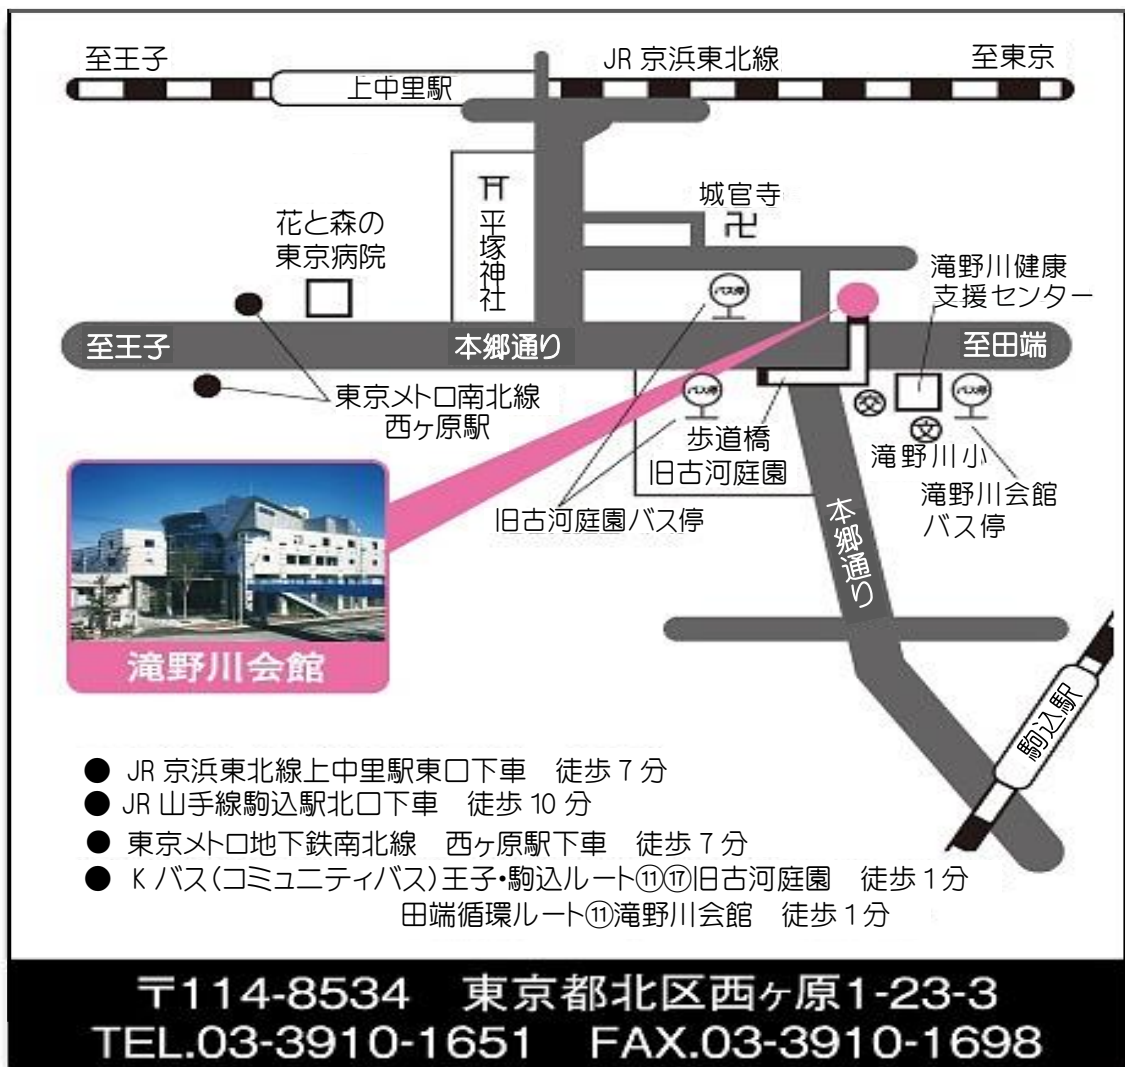 至王子
JR 京浜東北線
至東京
上中里駅
城官寺
平塚神社
花と森の
東京病院
滝野川健康
支援センター
バス停
至王子
本郷通り
至田端
東京メトロ南北線
西ヶ原駅
バス停
バス停
歩道橋
旧古河庭園
交
文
滝野川小
滝野川会館
バス停
旧古河庭園バス停
本郷通り
滝野川会館
駒込駅
● JR 京浜東北線上中里駅東口下車 徒歩 7 分
● JR 山手線駒込駅北口下車 徒歩 10 分
● 東京メトロ地下鉄南北線 西ヶ原駅下車 徒歩 7 分
● K バス(コミュニティバス)王子・駒込ルート⑪⑰旧古河庭園 徒歩 1 分
田端循環ルート⑪滝野川会館 徒歩 1 分
〒114-8534 東京都北区西ヶ原1-23-3
TEL.03-3910-1651 FAX.03-3910-1698